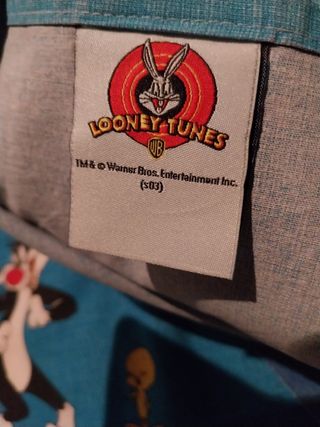 LOONEY TUNES
WB
TM & © Warner Bros. Entertainment Inc.
(s03)